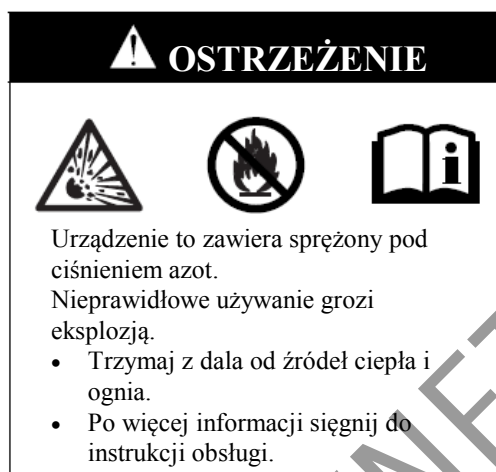 OSTRZEŻENIE
Urządzenie to zawiera sprężony pod
ciśnieniem azot.
Nieprawidłowe używanie grozi
eksplozją.
• Trzymaj z dala od źródeł ciepła i
ognia.
• Po więcej informacji sięgnij do
instrukcji obsługi.